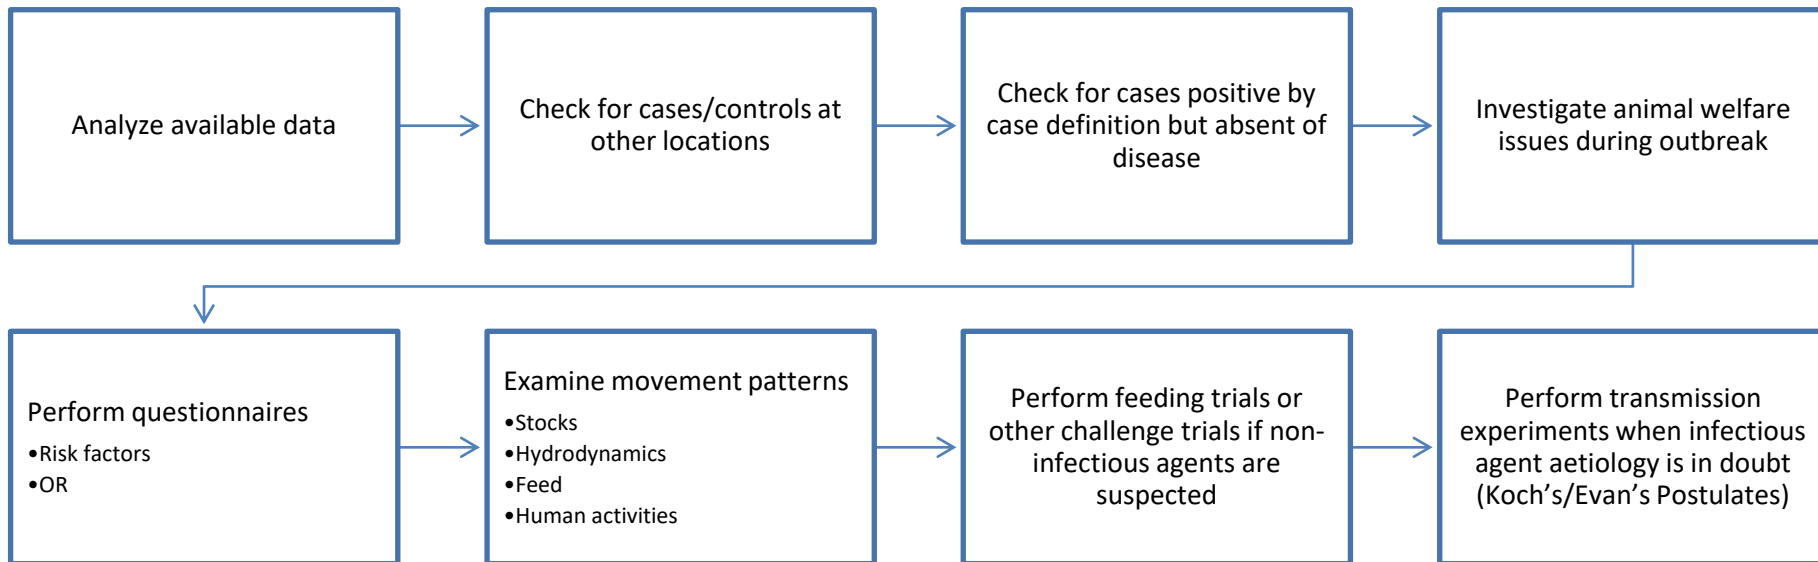 Analyze available data
Check for cases/controls at
other locations
Check for cases positive by
case definition but absent of
disease
Investigate animal welfare
issues during outbreak
Perform questionnaires
•Risk factors
•OR
Examine movement patterns
•Stocks
•Hydrodynamics
•Feed
•Human activities
Perform feeding trials or
other challenge trials if non-
infectious agents are
suspected
Perform transmission
experiments when infectious
agent aetiology is in doubt
(Koch’s/Evan’s Postulates)